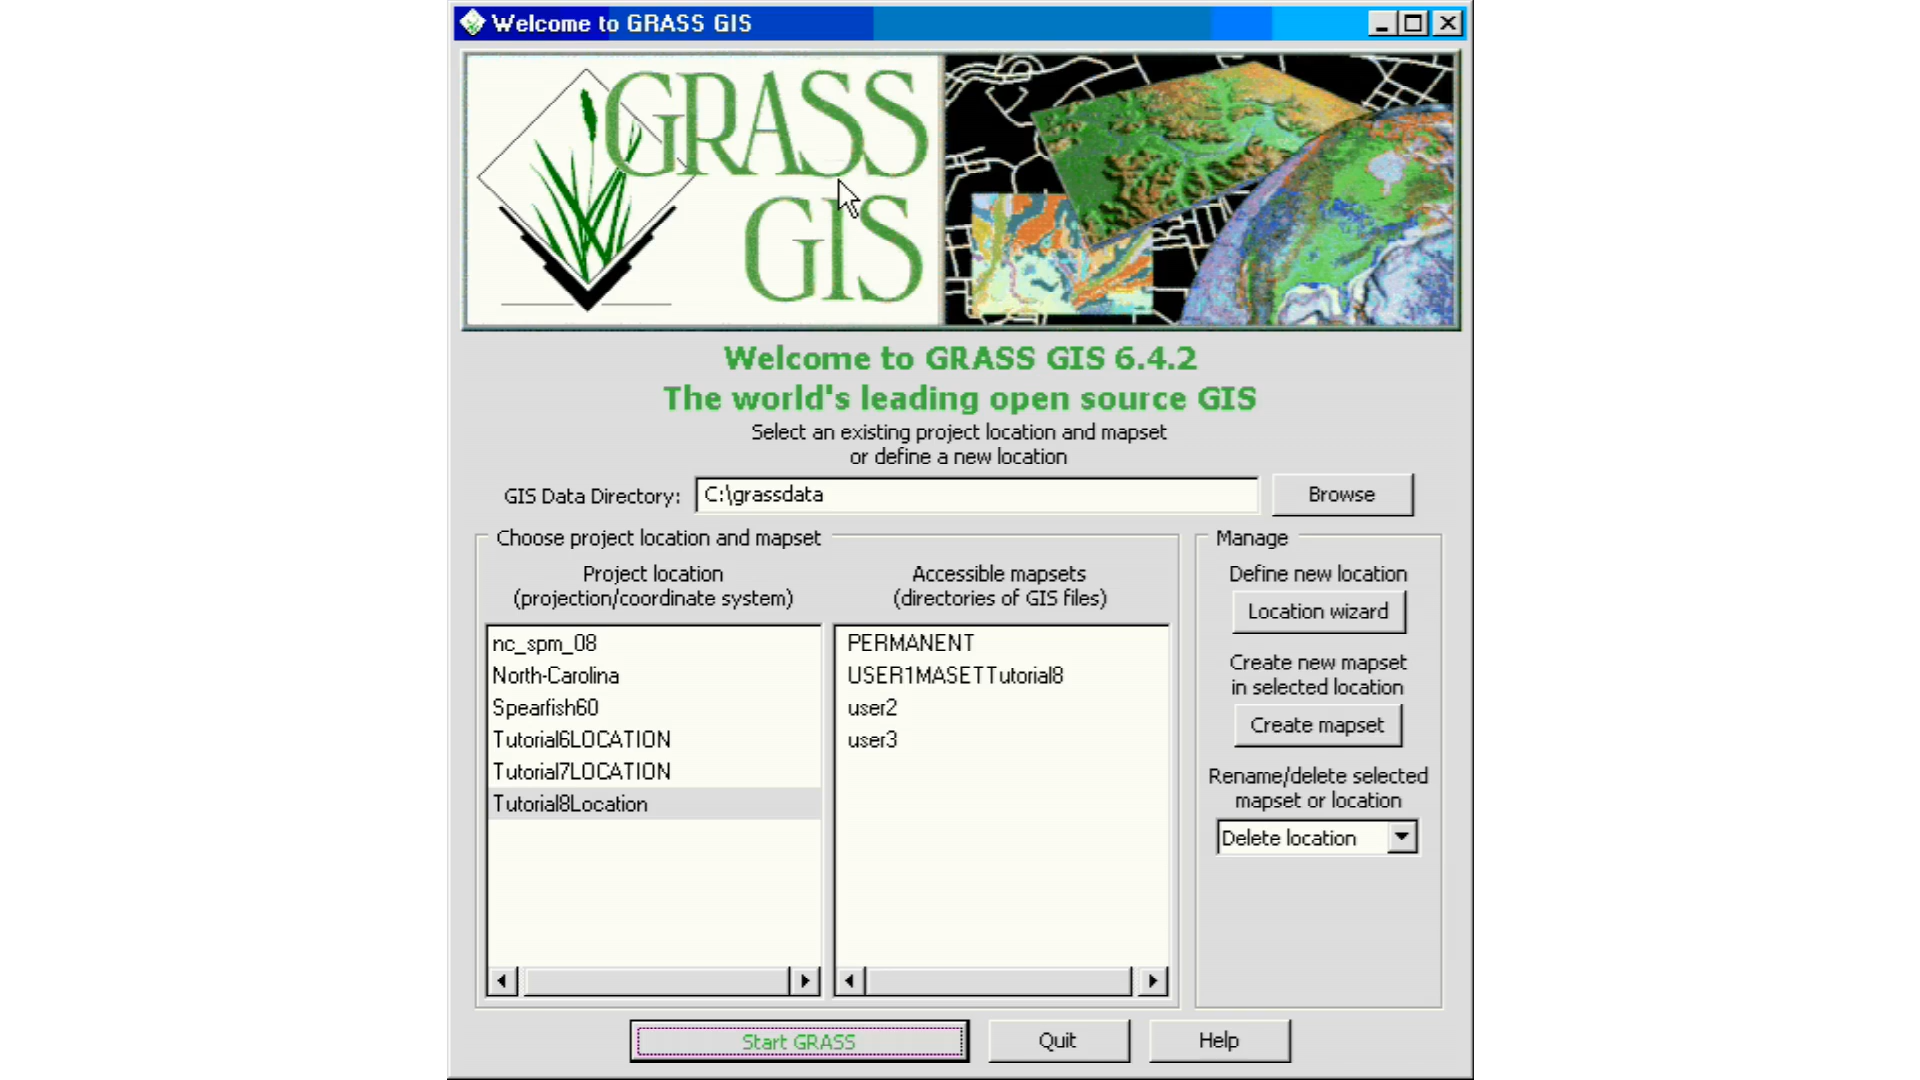 Welcome to GRASS GIS
GRASS
GIS
Welcome to GRASS GIS 6.4.2
The world's leading open source GIS
Select an existing project location and mapset
or define a new location
GIS Data Directory: C:\grassdata Browse
Choose project location and mapset
Project location
(projection/coordinate system)
nc_spm_08
North-Carolina
Spearfish60
Tutorial6LOCATION
Tutorial7LOCATION
Tutorial8Location
Accessible mapsets
(directories of GIS files)
PERMANENT
USER1MASETTutorial8
user2
user3
Manage
Define new location
Location wizard
Create new mapset
in selected location
Create mapset
Rename/delete selected
mapset or location
Delete location
Start GRASS Quit Help